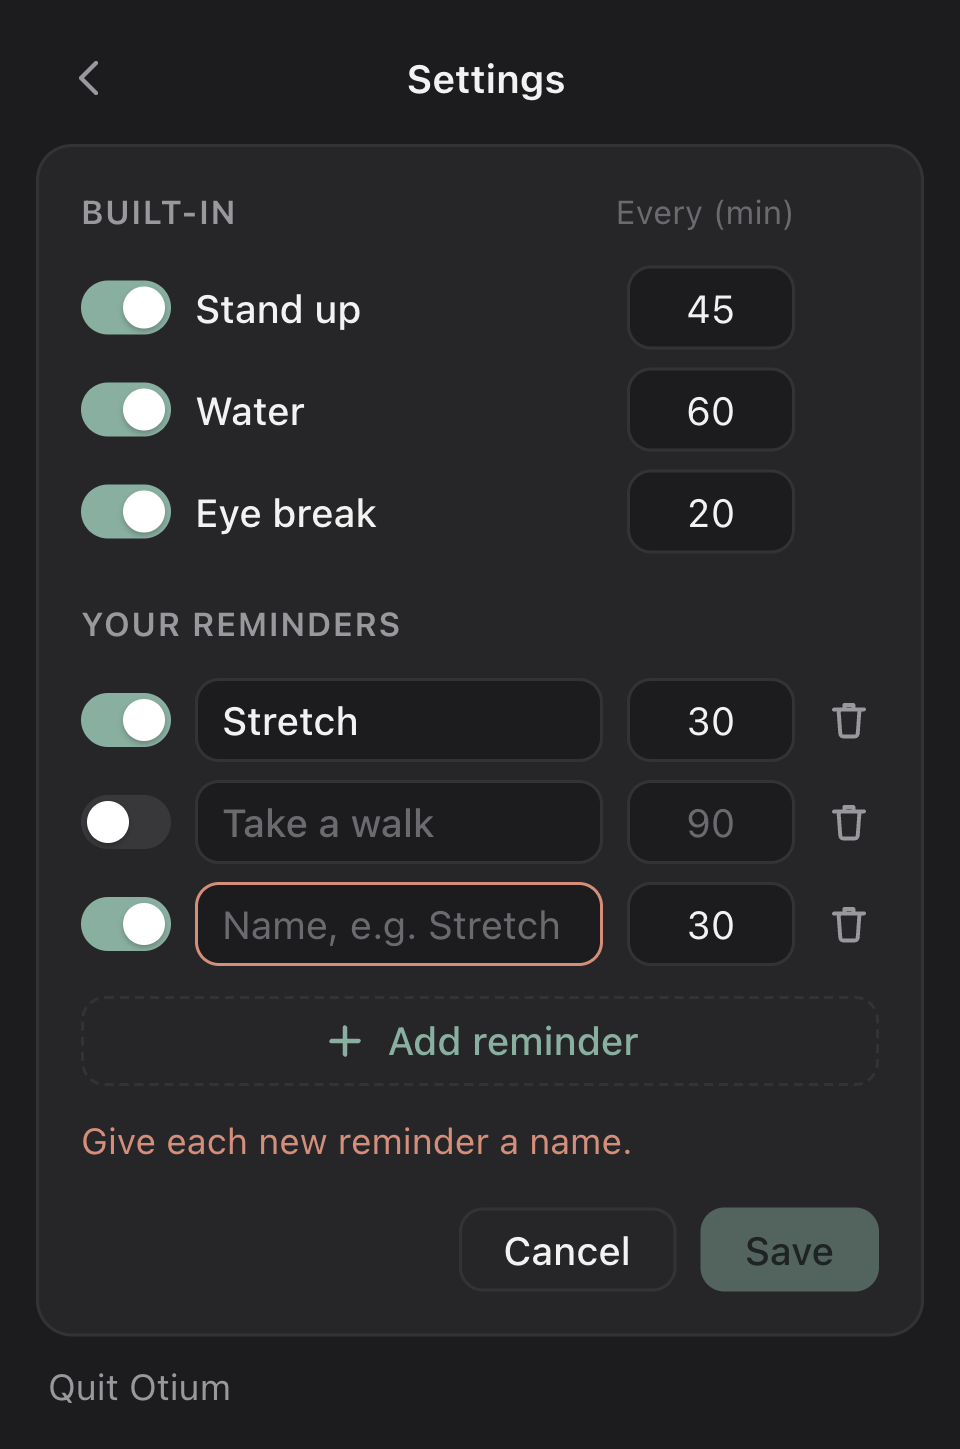 Settings
BUILT-IN Every (min)
Stand up 45
Water 60
Eye break 20
YOUR REMINDERS
Stretch 30
Take a walk 90
Name, e.g. Stretch 30
+ Add reminder
Give each new reminder a name.
Cancel Save
Quit Otium